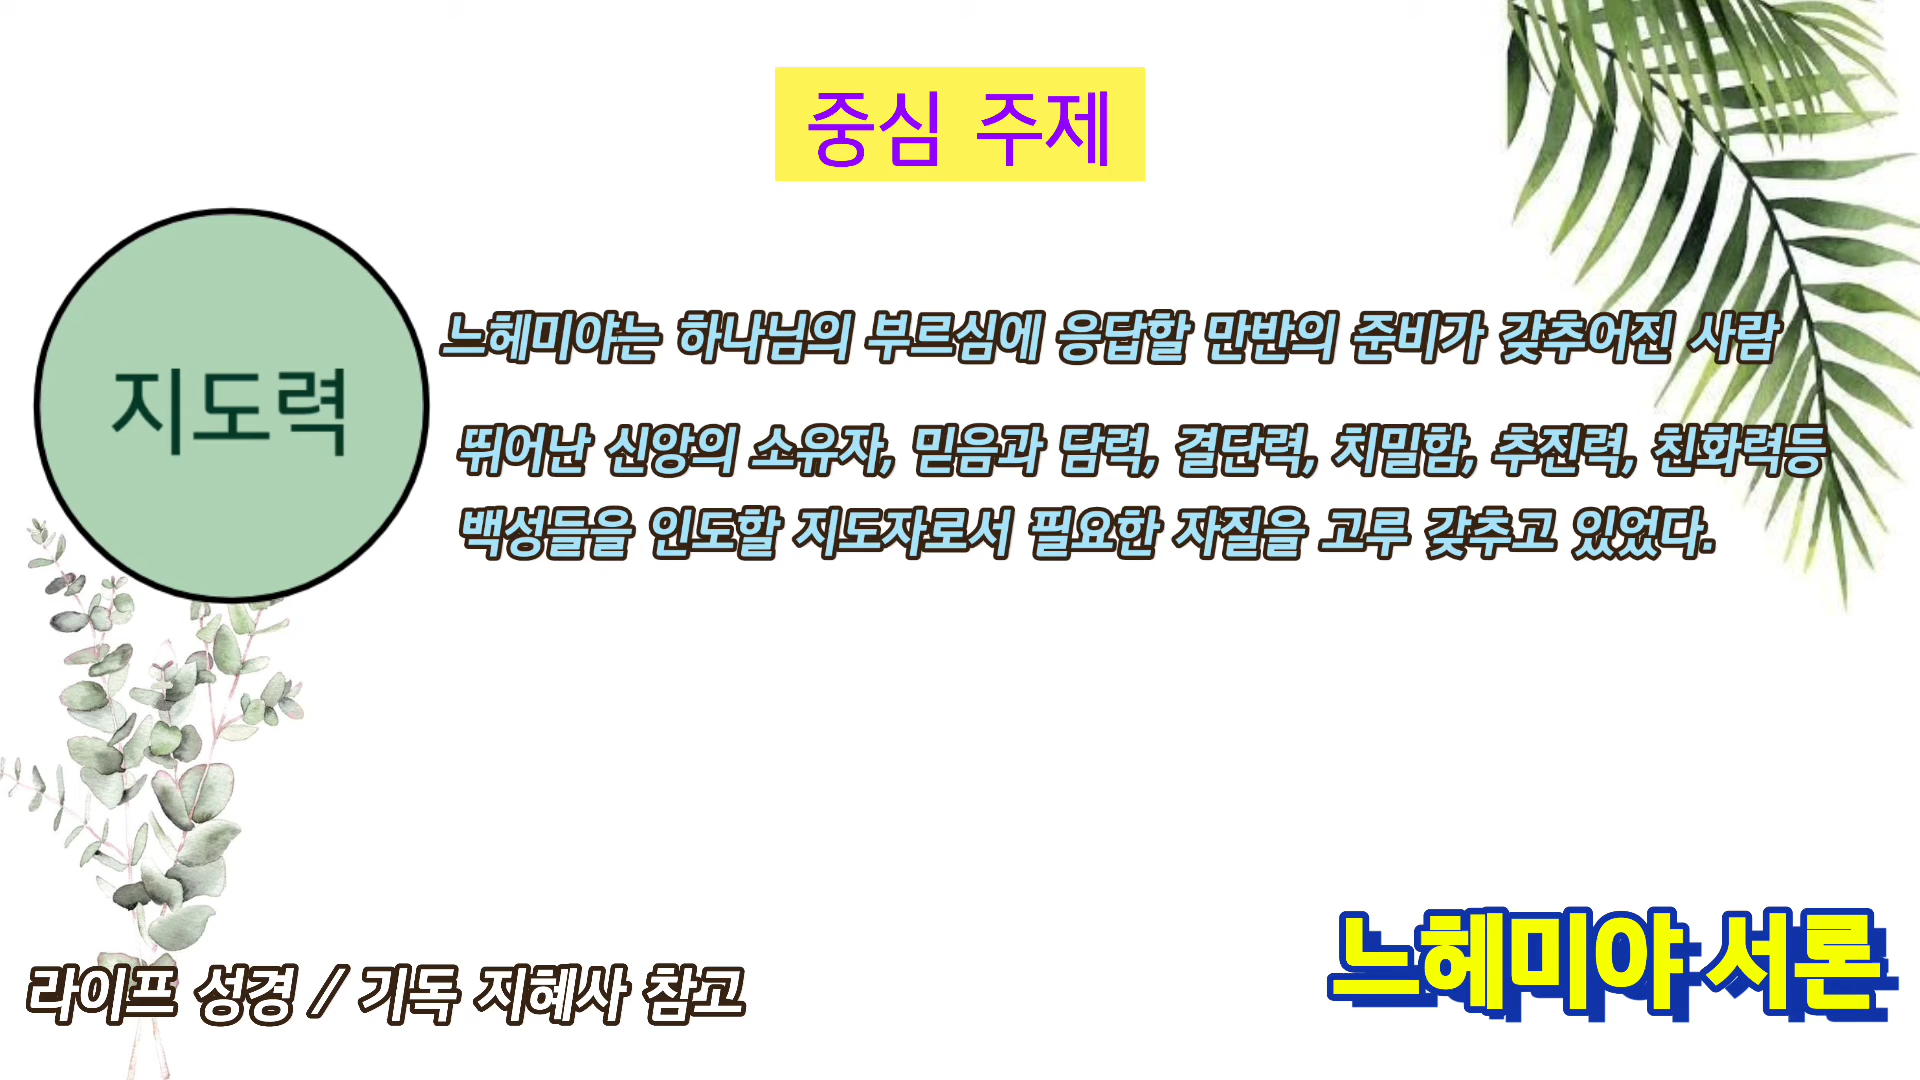 중심 주제
지도력
느헤미야는 하나님의 부르심에 응답할 만반의 준비가 갖추어진 사람
뛰어난 신앙의 소유자, 믿음과 담력, 결단력, 치밀함, 추진력, 친화력등
백성들을 인도할 지도자로서 필요한 자질을 고루 갖추고 있었다.
느헤미야 서론
라이프 성경 / 기독 지혜사 참고